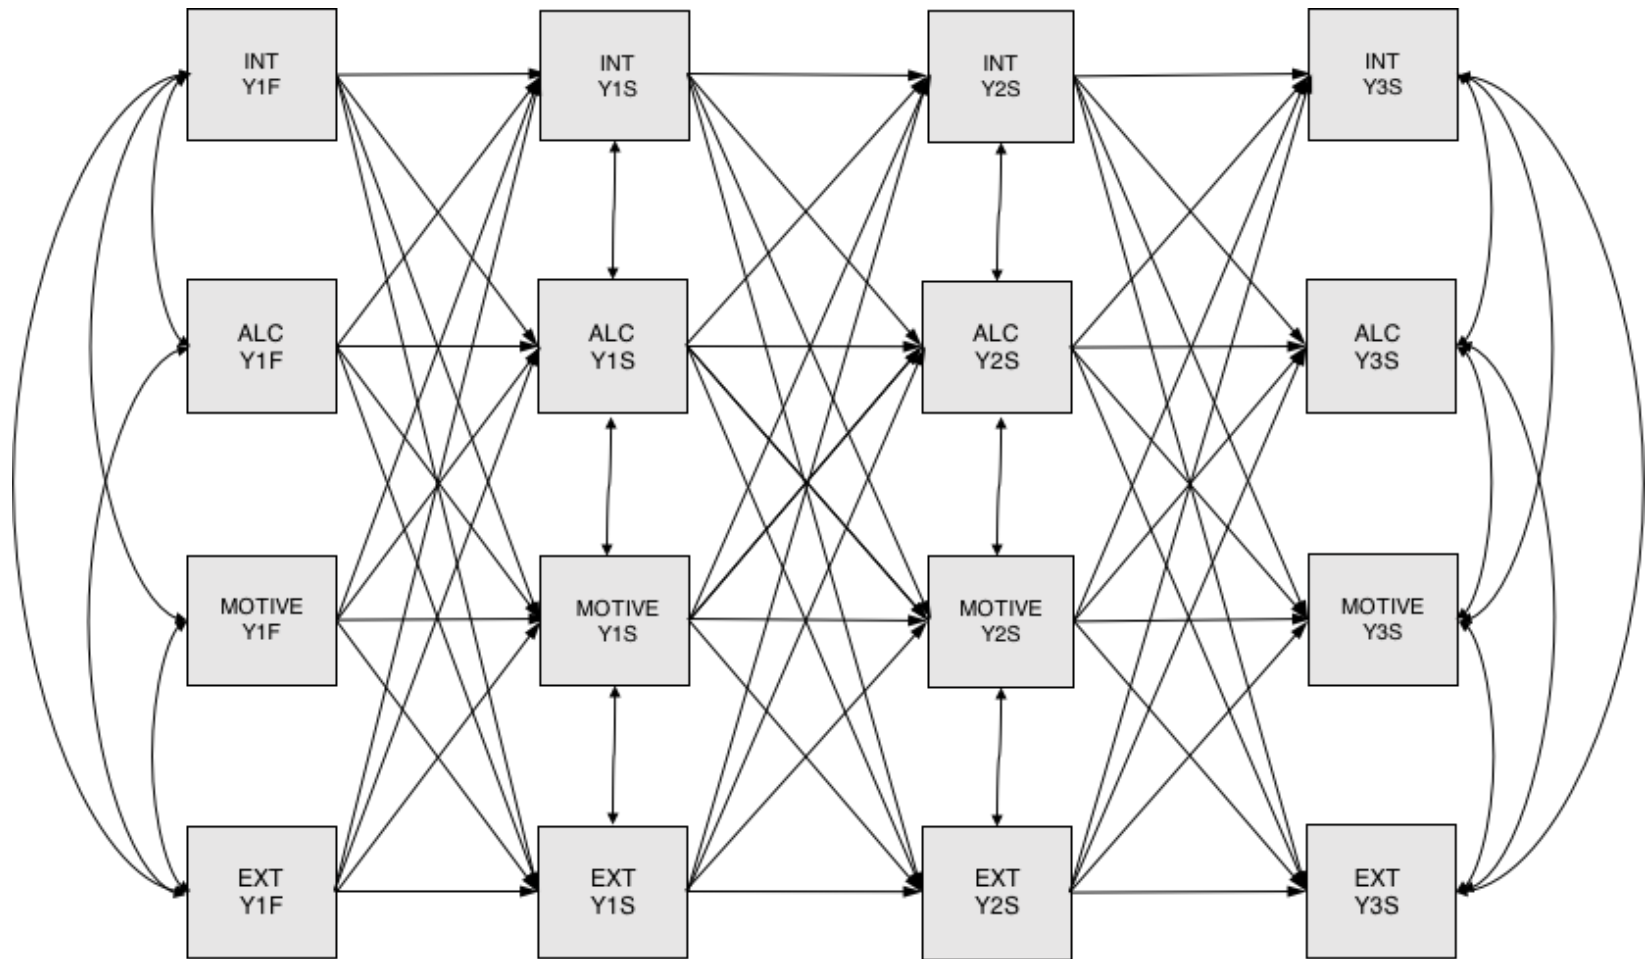 INT
Y1F
INT
Y1S
INT
Y2S
INT
Y3S
ALC
Y1F
ALC
Y1S
ALC
Y2S
ALC
Y3S
MOTIVE
Y1F
MOTIVE
Y1S
MOTIVE
Y2S
MOTIVE
Y3S
EXT
Y1F
EXT
Y1S
EXT
Y2S
EXT
Y3S